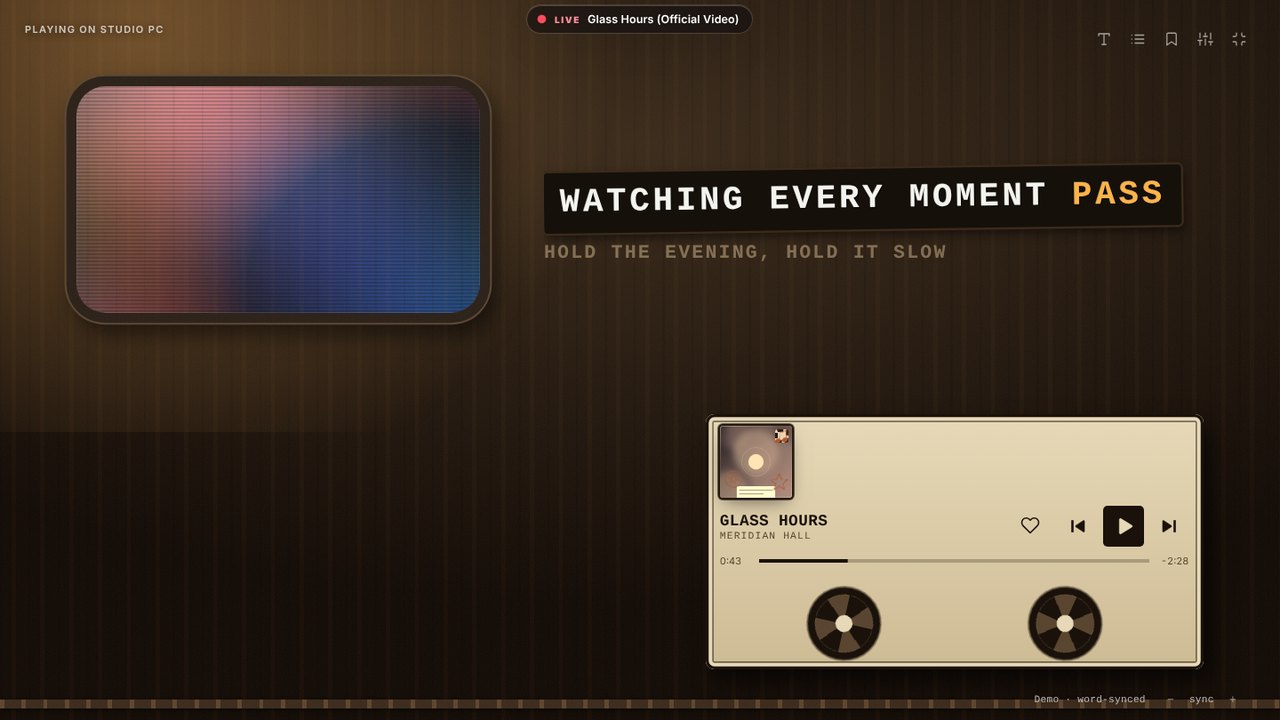 PLAYING ON STUDIO PC
LIVE Glass Hours (Official Video)
WATCHING EVERY MOMENT PASS
HOLD THE EVENING, HOLD IT SLOW
GLASS HOURS
MERIDIAN HALL
0:43 -2:28
Demo · word-synced − sync +